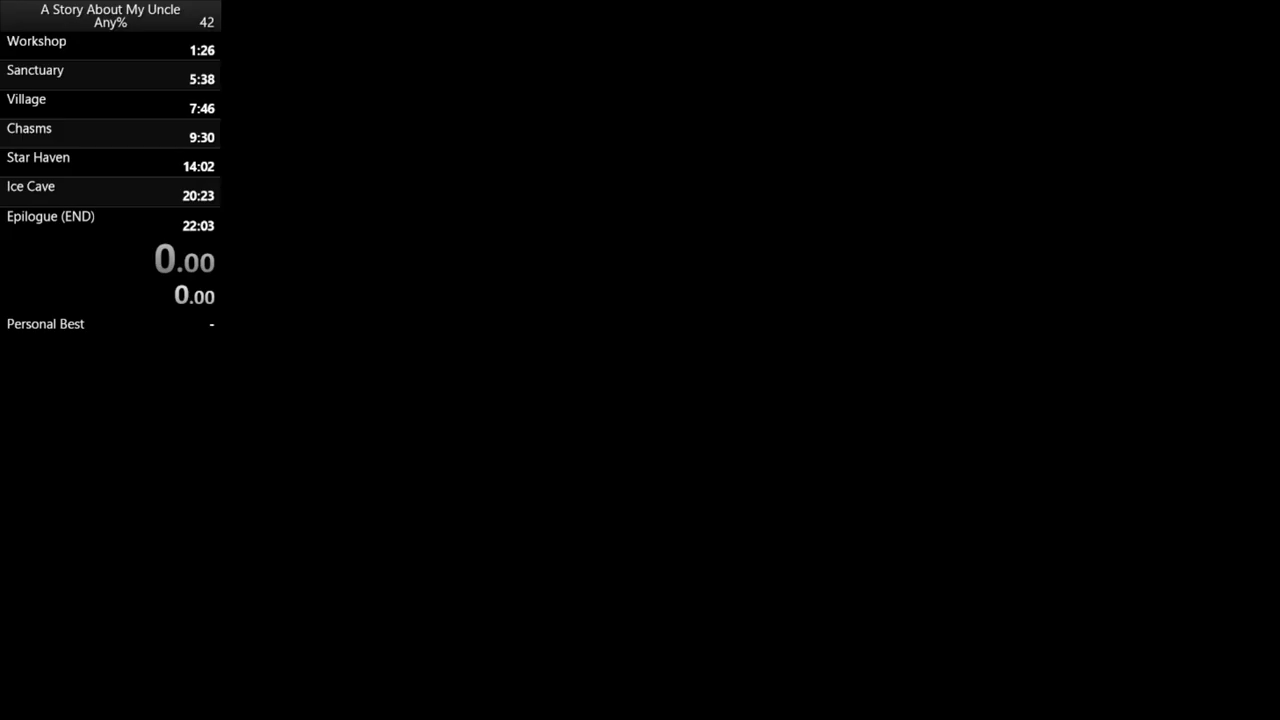 A Story About My Uncle
Any% 42
Workshop 1:26
Sanctuary 5:38
Village 7:46
Chasms 9:30
Star Haven 14:02
Ice Cave 20:23
Epilogue (END) 22:03
0.00
0.00
Personal Best -